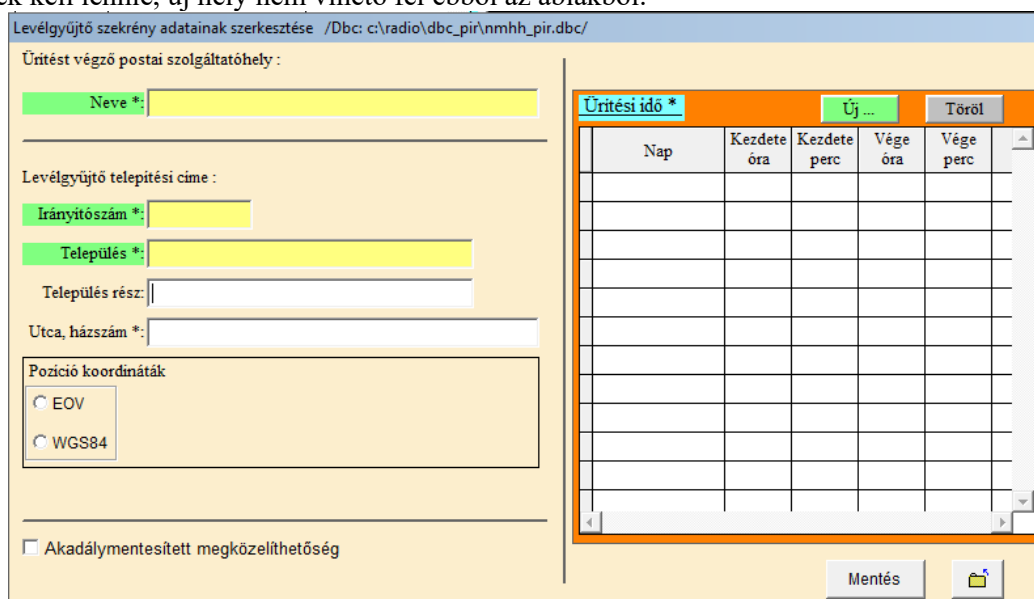 kell lennie, új hely nem vihető fel ebből az ablakból.
Levélgyűjtő szekrény adatainak szerkesztése /Dbc: c:\radio\dbc_pir\nmhh_pir.dbc/
Ürítést végző postai szolgáltatóhely :
Neve *:
Levélgyűjtő telepítési címe :
Irányítószám *:
Település *:
Település rész:
Utca, házszám *:
Pozíció koordináták
EOV
WGS84
Akadálymentesített megközelíthetőség
Ürítési idő *
Új ...
Töröl
Nap
Kezdete óra
Kezdete perc
Vége óra
Vége perc
Mentés